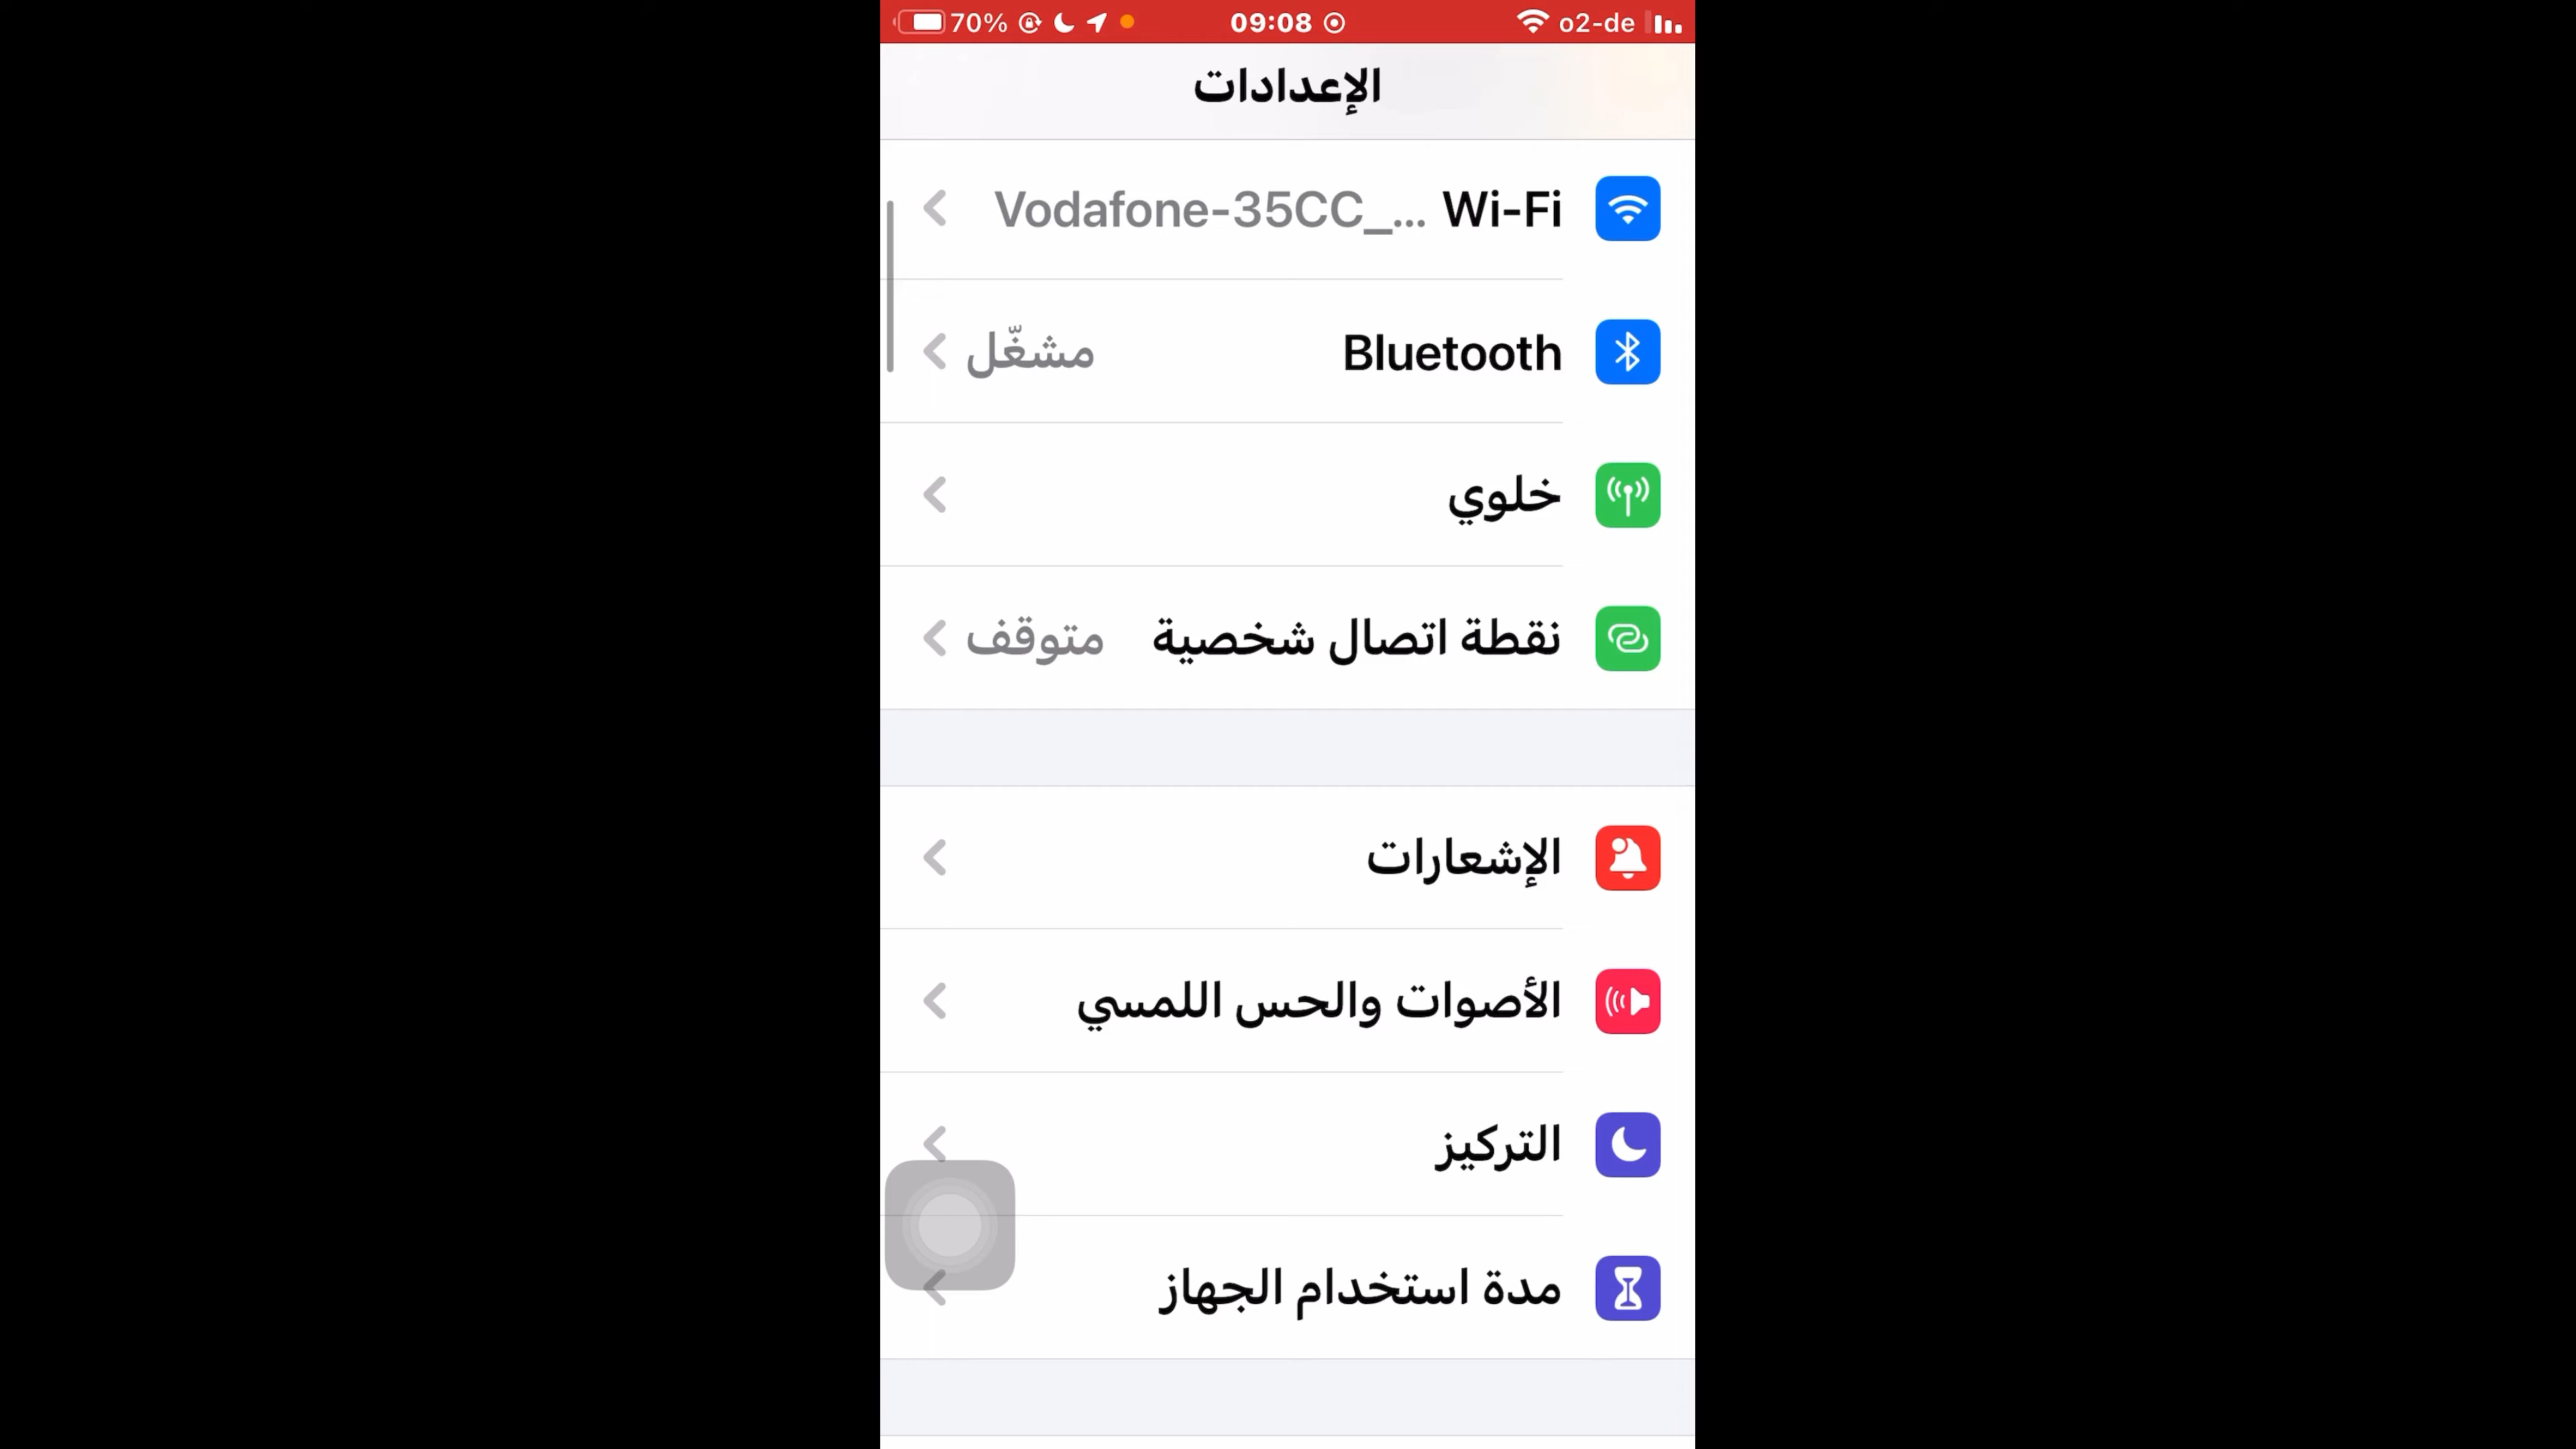 70% 09:08 o2-de
الإعدادات
Wi-Fi Vodafone-35CC_...
Bluetooth مشغّل
خلوي
نقطة اتصال شخصية متوقف
الإشعارات
الأصوات والحس اللمسي
التركيز
مدة استخدام الجهاز